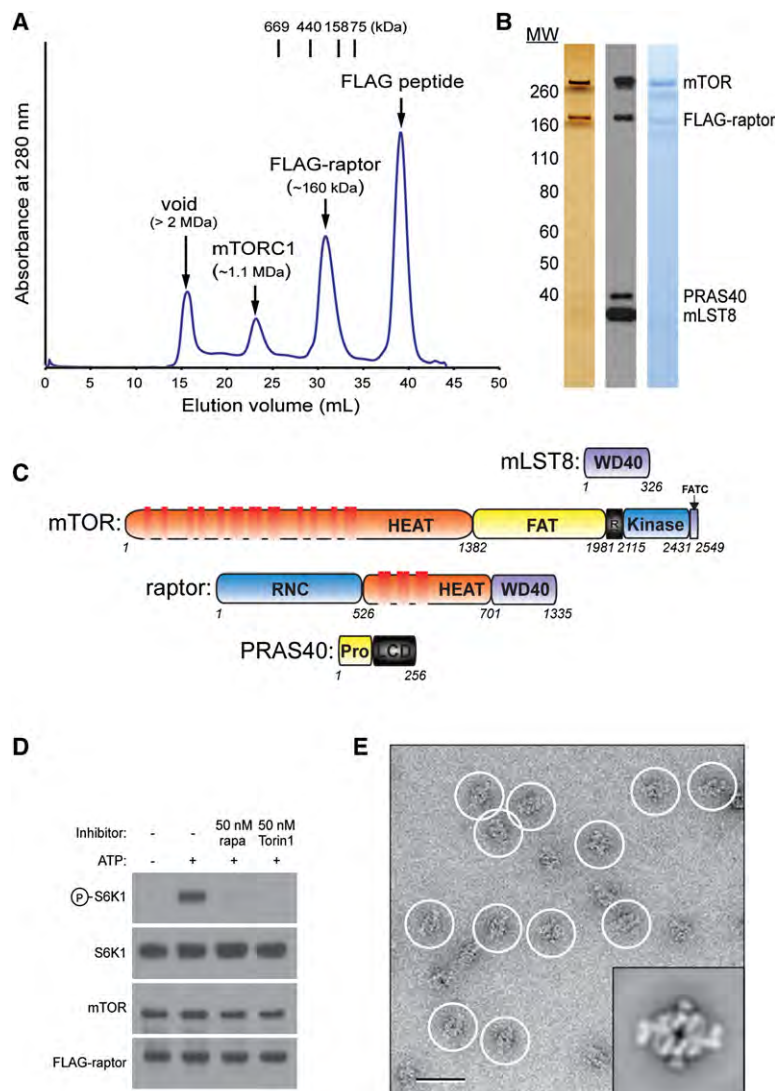 A
669 440 158 75 (kDa)
FLAG peptide
FLAG-raptor
(~160 kDa)
void
(> 2 MDa)
mTORC1
(~1.1 MDa)
Absorbance at 280 nm
0 5 10 15 20 25 30 31 40 45 50
Elution volume (mL)
B
MW
260
160
110
80
60
50
40
mTOR
FLAG-raptor
PRAS40
mLST8
C
mLST8: WD40
1 326
FATC
mTOR: HEAT FAT R Kinase
1 1382 1981 2115 2431 2549
raptor: RNC HEAT WD40
1 526 701 1335
PRAS40: Pro LCD
1 256
D
Inhibitor: - - 50 nM rapa 50 nM Torin1
ATP: - + + +
P-S6K1
S6K1
mTOR
FLAG-raptor
E